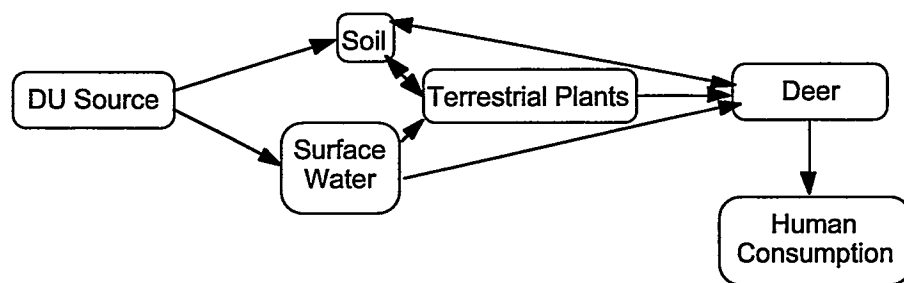 Soil
DU Source
Terrestrial Plants
Deer
Surface
Water
Human
Consumption